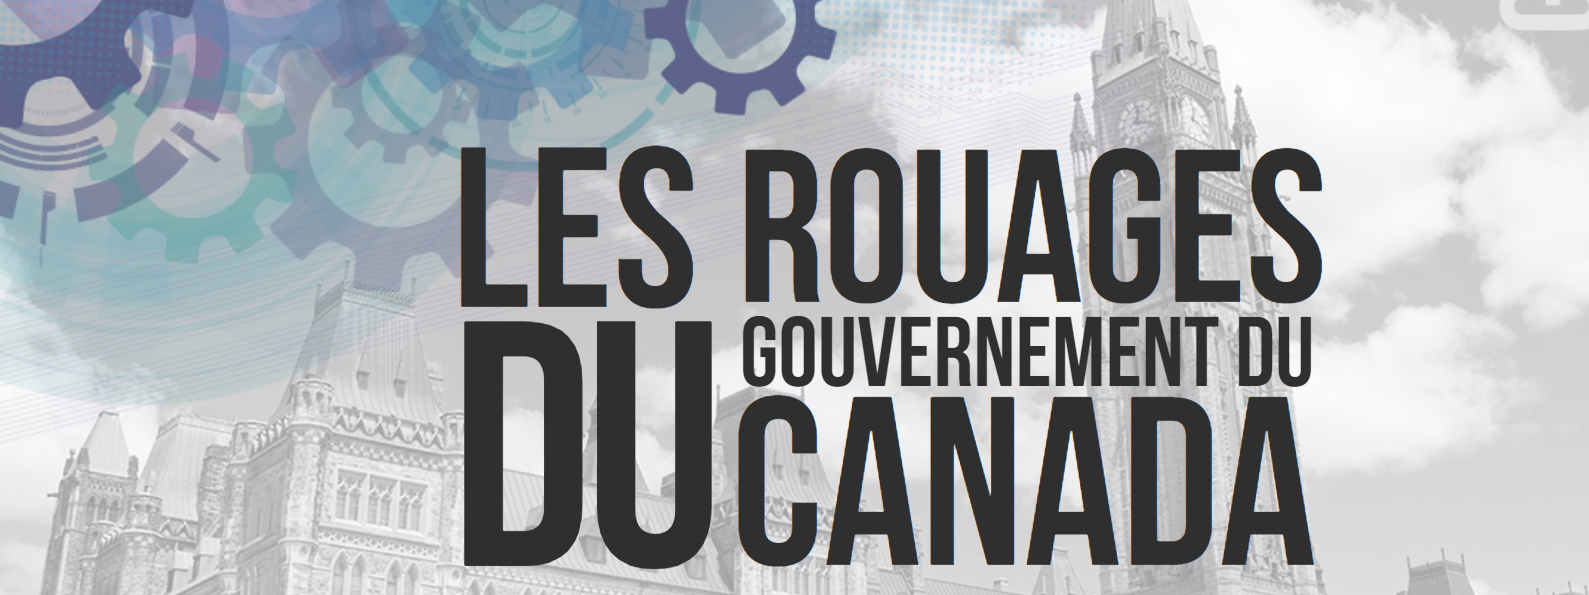 LES ROUAGES
DU GOUVERNEMENT DU
CANADA